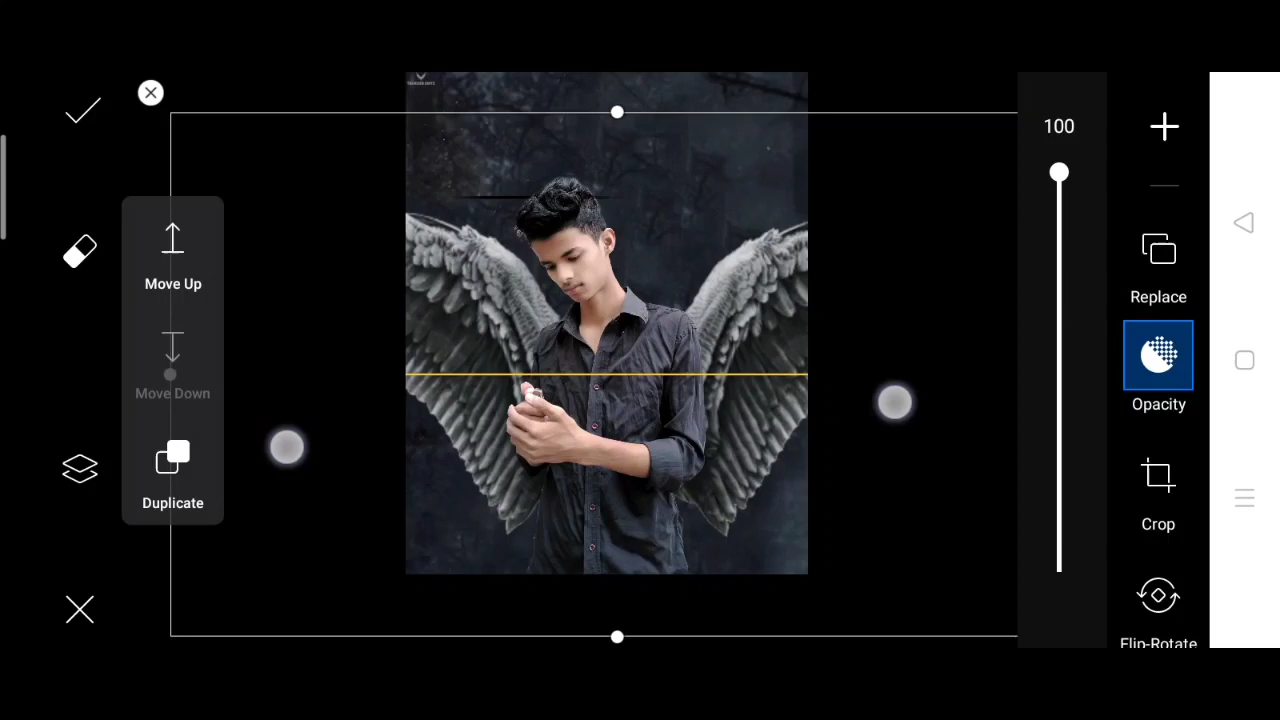 100
Move Up
Replace
Move Down
Opacity
Duplicate
Crop
Flip-Rotate